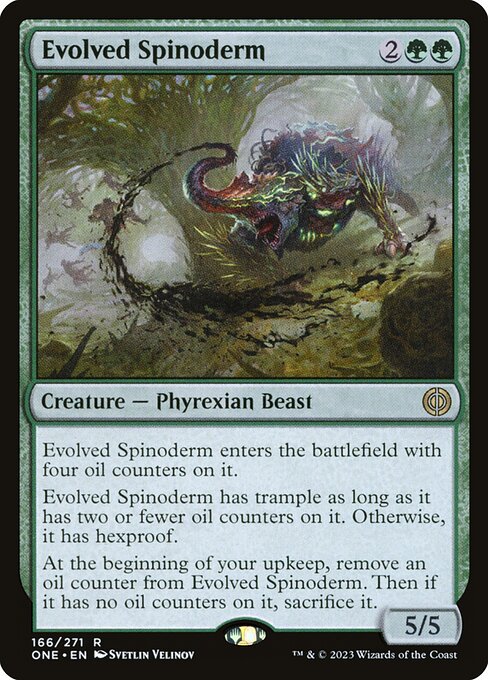 Evolved Spinoderm 2
Creature — Phyrexian Beast
Evolved Spinoderm enters the battlefield with
four oil counters on it.
Evolved Spinoderm has trample as long as it
has two or fewer oil counters on it. Otherwise,
it has hexproof.
At the beginning of your upkeep, remove an
oil counter from Evolved Spinoderm. Then if
it has no oil counters on it, sacrifice it.
5/5
166/271 R
ONE • EN Svetlin Velinov
™ & © 2023 Wizards of the Coast